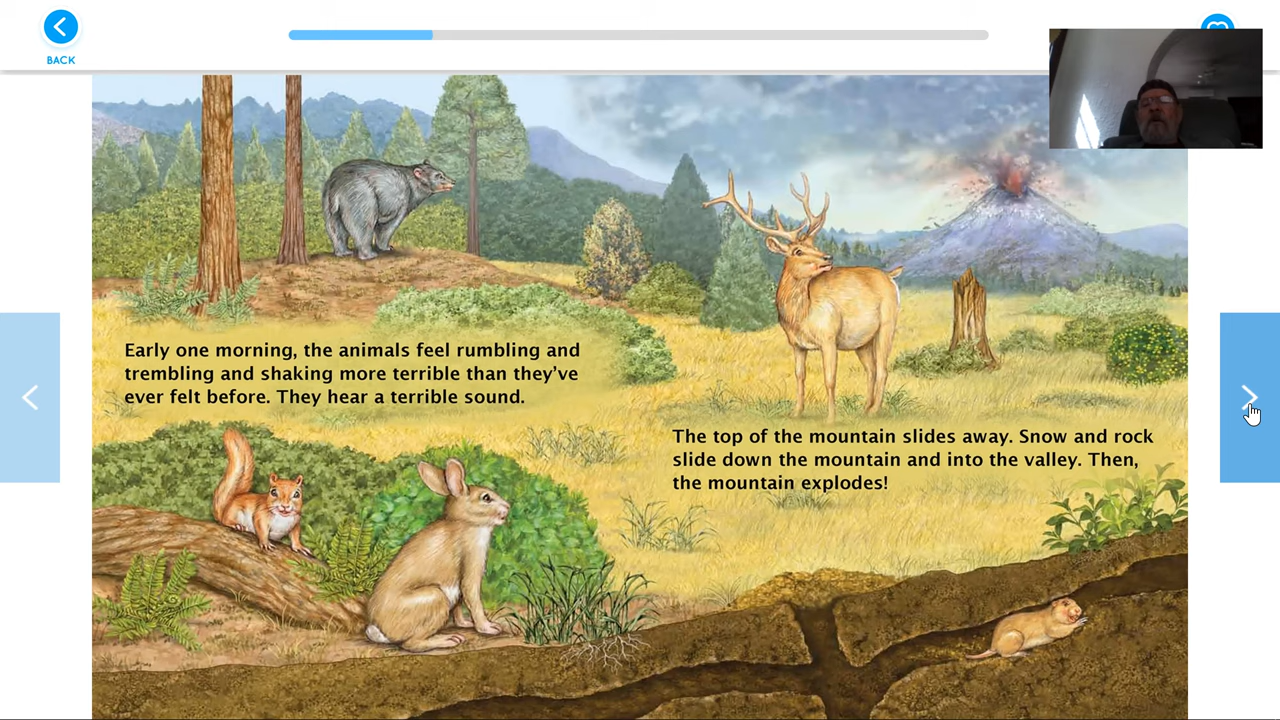 BACK
Early one morning, the animals feel rumbling and
trembling and shaking more terrible than they've
ever felt before. They hear a terrible sound.
The top of the mountain slides away. Snow and rock
slide down the mountain and into the valley. Then,
the mountain explodes!